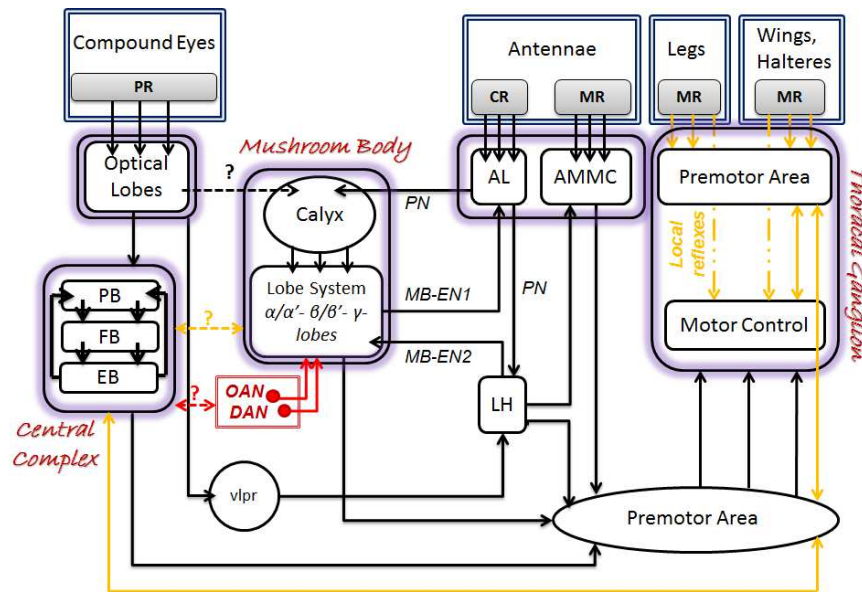 Compound Eyes
PR
Antennae
CR
MR
Legs
MR
Wings,
Halteres
MR
Optical
Lobes
?
Mushroom Body
Calyx
PN
AL
AMMC
Premotor Area
Thoracal Ganglion
Local
reflexes
Motor Control
PB
FB
EB
?
Lobe System
α/α'- β/β'- γ-
lobes
MB-EN1
PN
MB-EN2
?
OAN
DAN
LH
Central
Complex
vlpr
Premotor Area